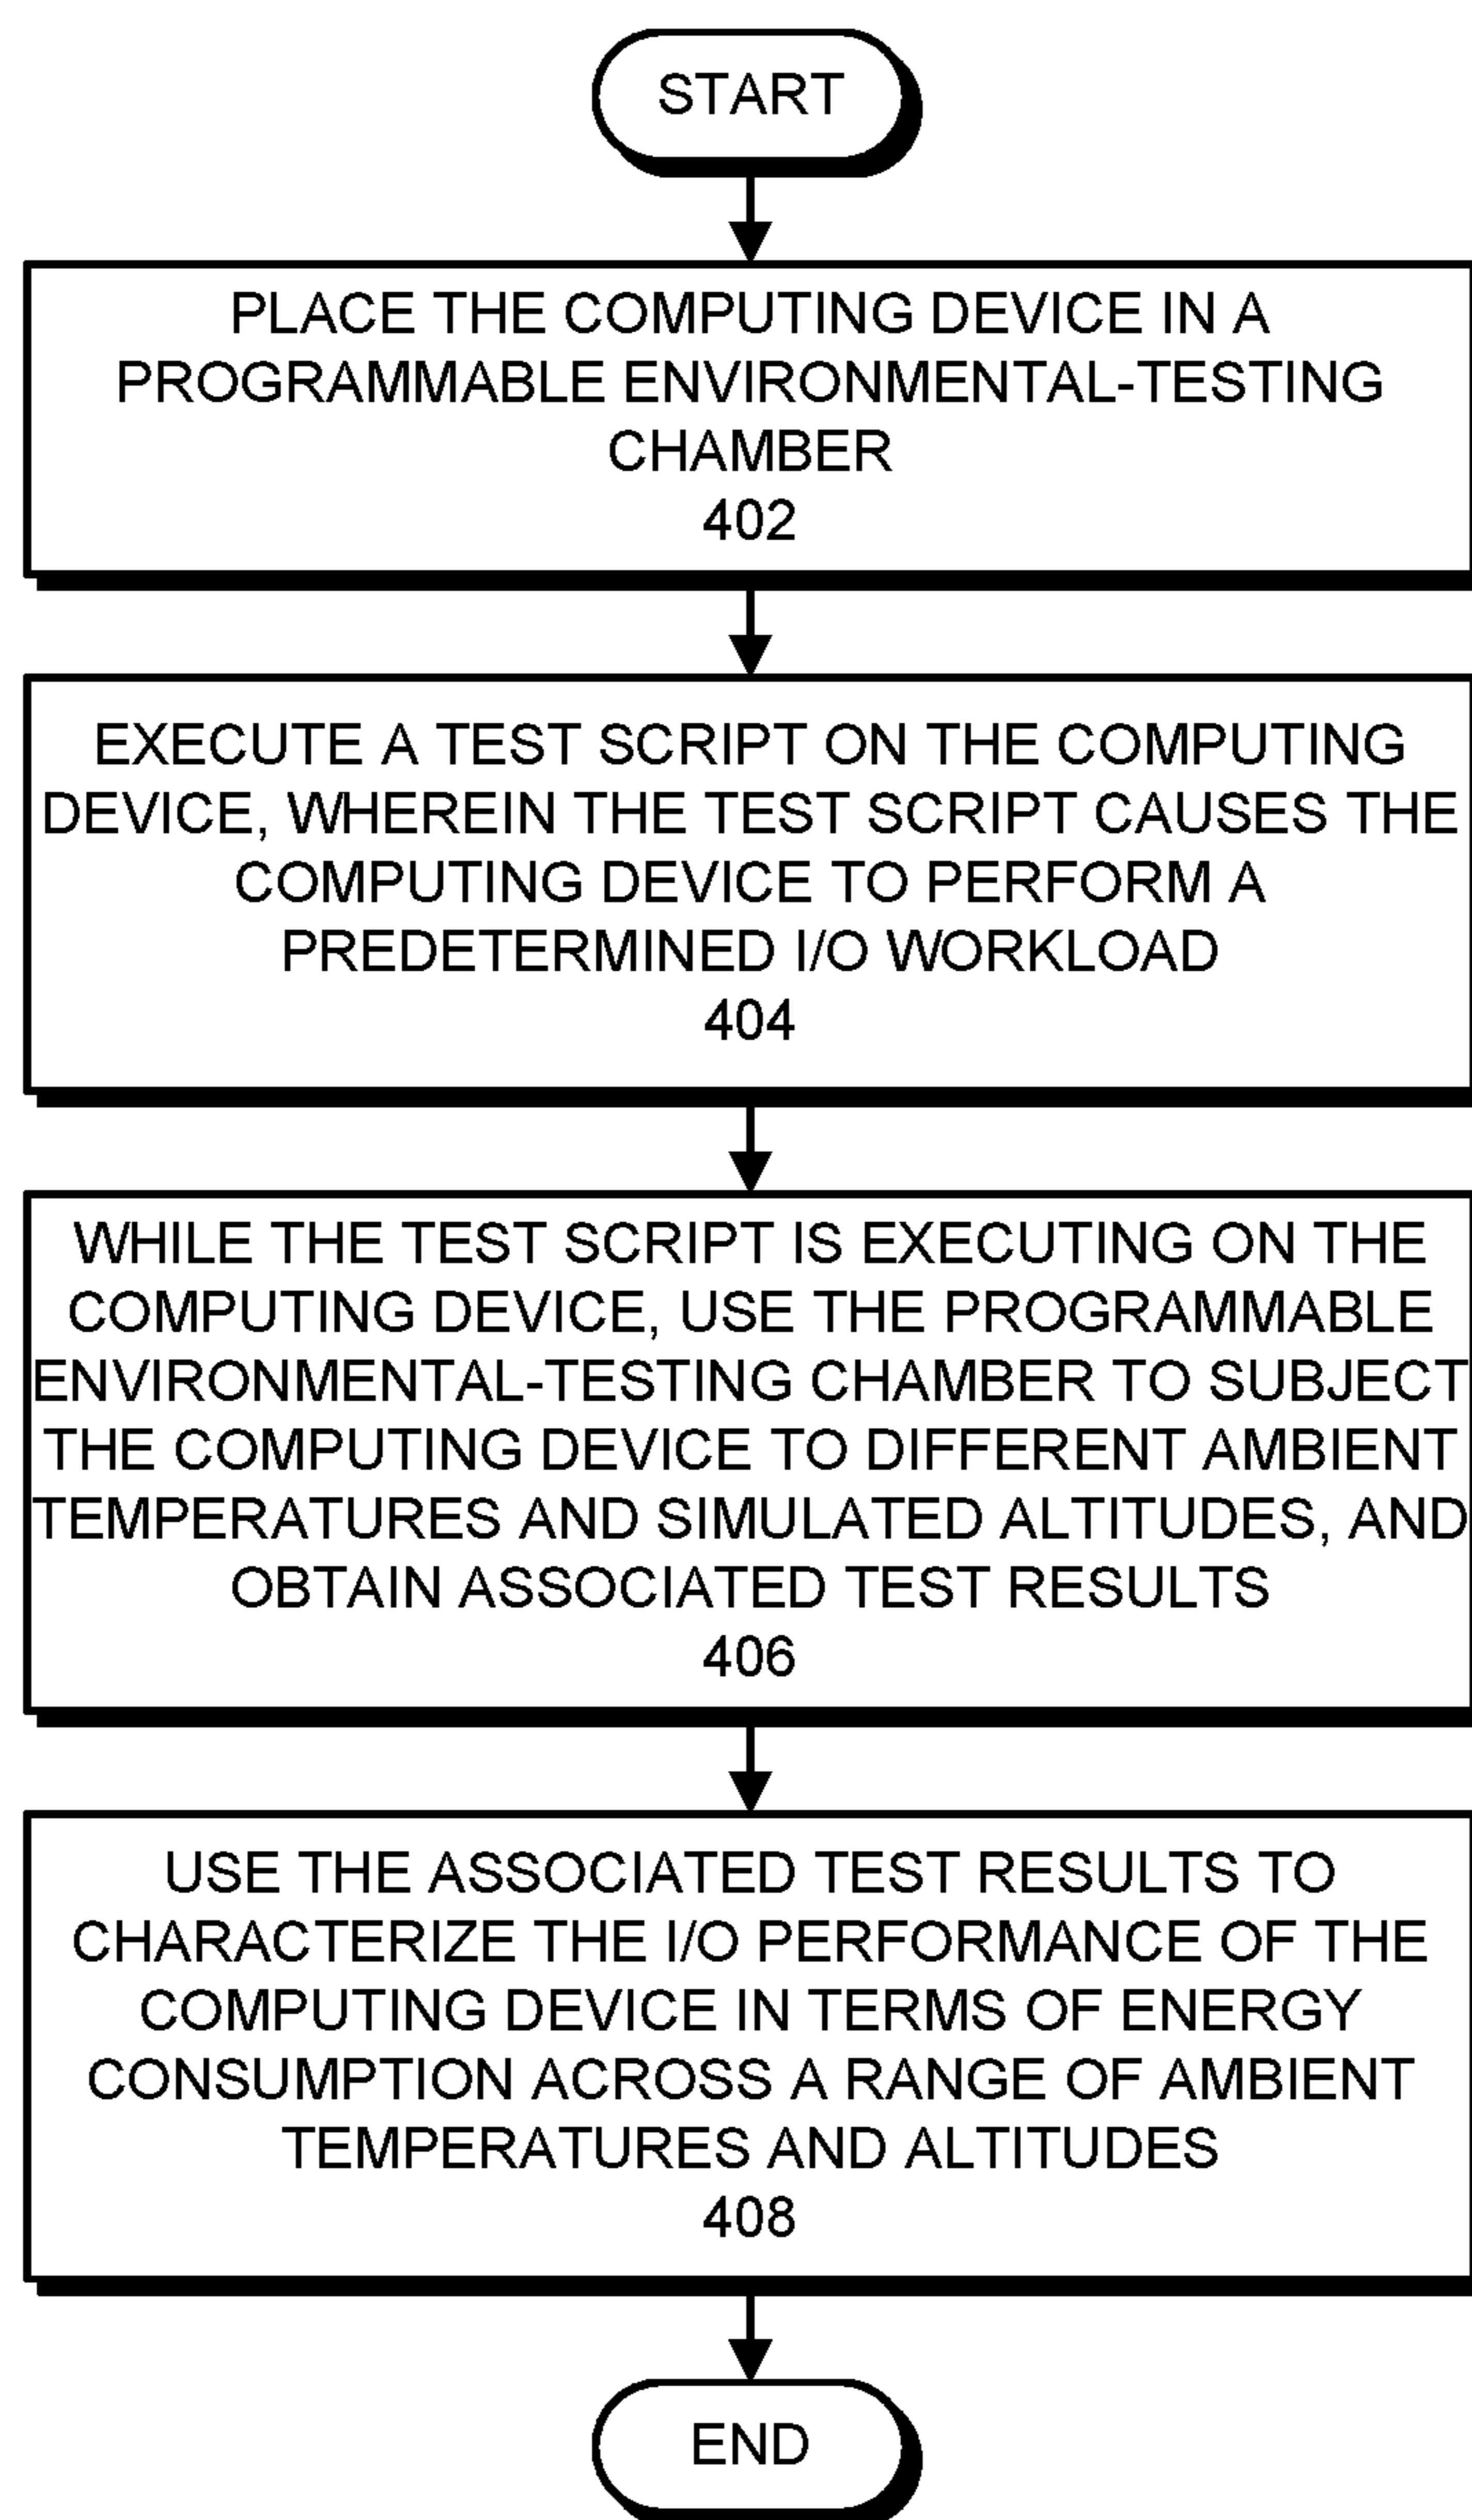 START
PLACE THE COMPUTING DEVICE IN A
PROGRAMMABLE ENVIRONMENTAL-TESTING
CHAMBER
402
EXECUTE A TEST SCRIPT ON THE COMPUTING
DEVICE, WHEREIN THE TEST SCRIPT CAUSES THE
COMPUTING DEVICE TO PERFORM A
PREDETERMINED I/O WORKLOAD
404
WHILE THE TEST SCRIPT IS EXECUTING ON THE
COMPUTING DEVICE, USE THE PROGRAMMABLE
ENVIRONMENTAL-TESTING CHAMBER TO SUBJECT
THE COMPUTING DEVICE TO DIFFERENT AMBIENT
TEMPERATURES AND SIMULATED ALTITUDES, AND
OBTAIN ASSOCIATED TEST RESULTS
406
USE THE ASSOCIATED TEST RESULTS TO
CHARACTERIZE THE I/O PERFORMANCE OF THE
COMPUTING DEVICE IN TERMS OF ENERGY
CONSUMPTION ACROSS A RANGE OF AMBIENT
TEMPERATURES AND ALTITUDES
408
END